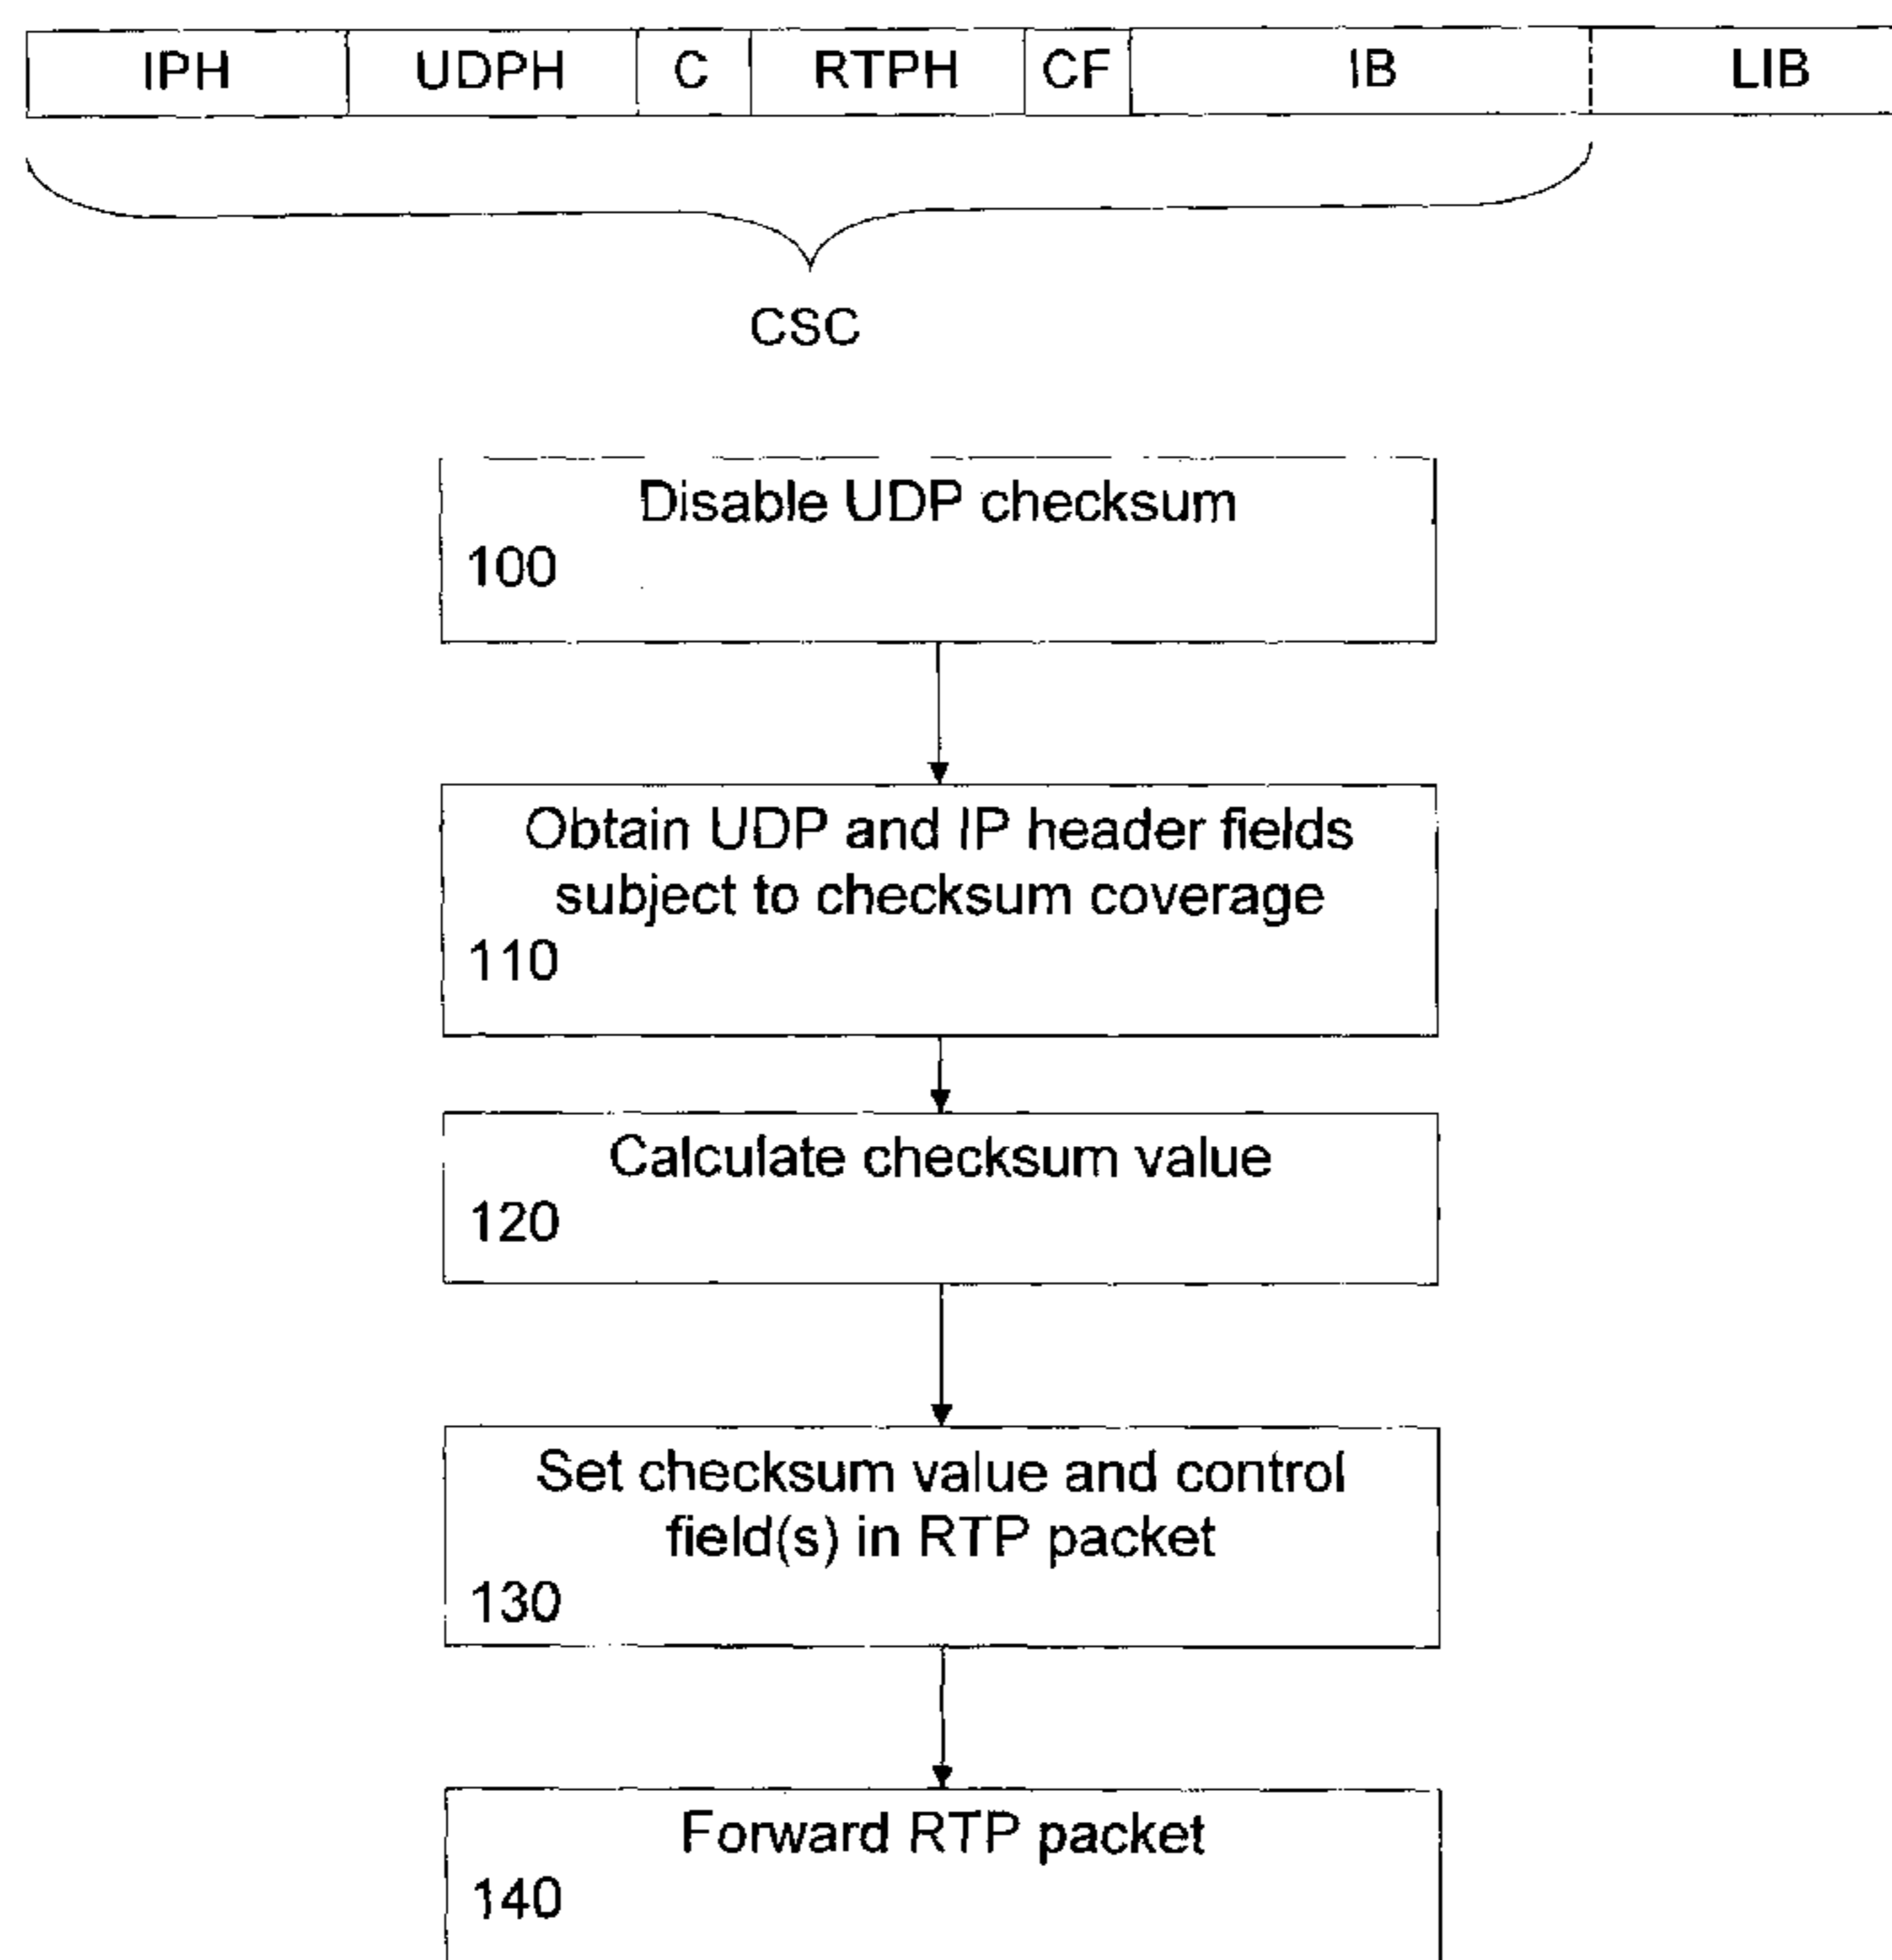 IPH UDPH C RTPH CF IB LIB
CSC
Disable UDP checksum
100
Obtain UDP and IP header fields
subject to checksum coverage
110
Calculate checksum value
120
Set checksum value and control
field(s) in RTP packet
130
Forward RTP packet
140